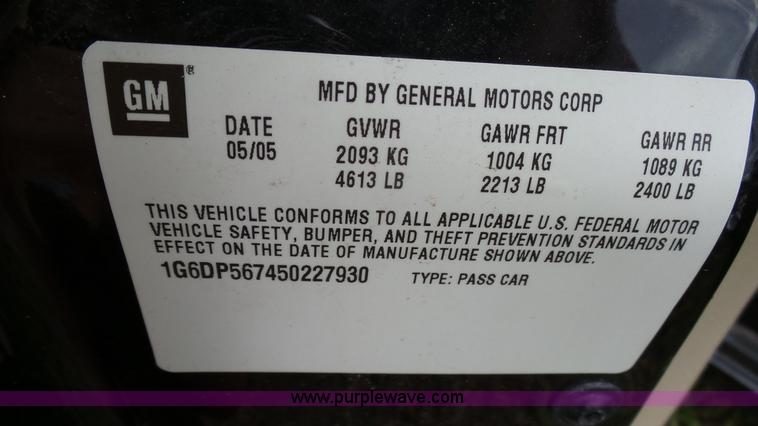 GM®
MFD BY GENERAL MOTORS CORP
DATE GVWR GAWR FRT GAWR RR
05/05 2093 KG 1004 KG 1089 KG
4613 LB 2213 LB 2400 LB
THIS VEHICLE CONFORMS TO ALL APPLICABLE U.S. FEDERAL MOTOR
VEHICLE SAFETY, BUMPER, AND THEFT PREVENTION STANDARDS IN
EFFECT ON THE DATE OF MANUFACTURE SHOWN ABOVE.
1G6DP567450227930 TYPE: PASS CAR
www.purplewave.com